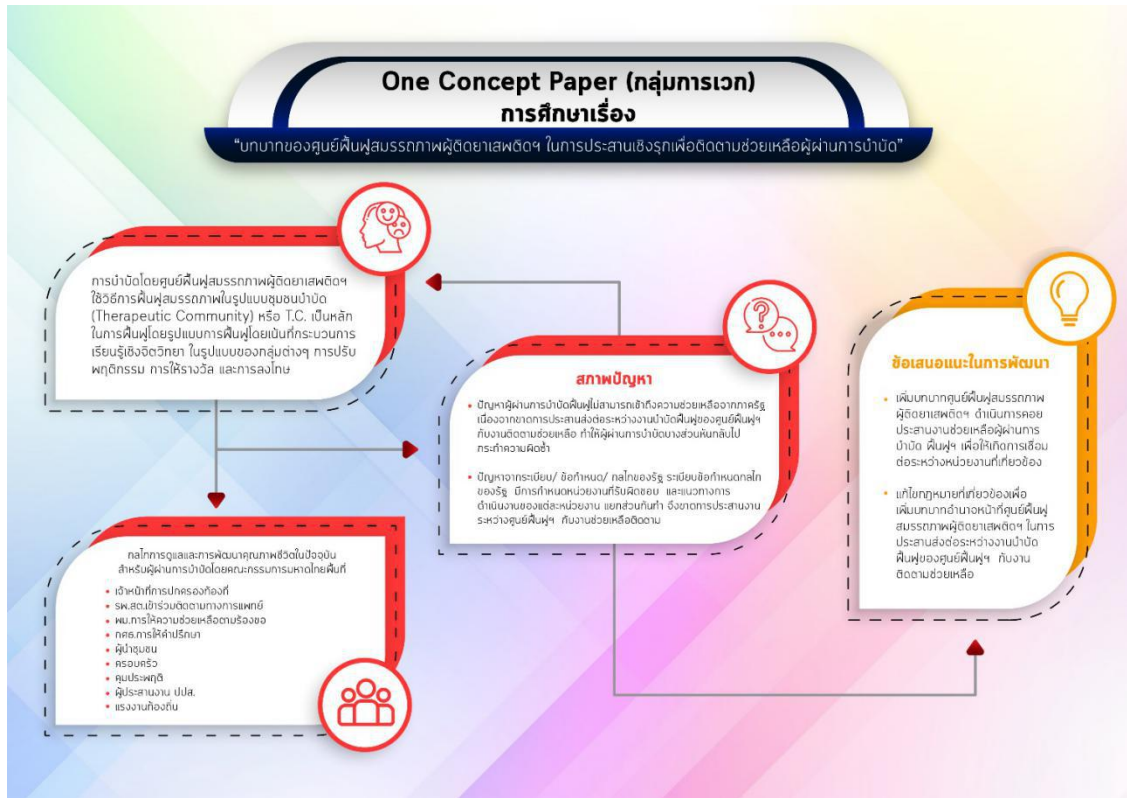 One Concept Paper (กลุ่มการเวก)
การศึกษาเรื่อง
“บทบาทของศูนย์ฟื้นฟูสมรรถภาพผู้ติดยาเสพติดฯ ในการประสานเชิงรุกเพื่อติดตามช่วยเหลือผู้ผ่านการบำบัด”
การบำบัดโดยศูนย์ฟื้นฟูสมรรถภาพผู้ติดยาเสพติดฯ
ใช้วิธีการฟื้นฟูสมรรถภาพในรูปแบบชุมชนบำบัด
(Therapeutic Community) หรือ T.C. เป็นหลัก
ในการฟื้นฟูโดยรูปแบบการฟื้นฟูโดยเน้นที่กระบวนการ
เรียนรู้เชิงจิตวิทยา ในรูปแบบของกลุ่มต่างๆ การปรับ
พฤติกรรม การให้รางวัล และการลงโทษ
สภาพปัญหา
• ปัญหาผู้ผ่านการบำบัดฟื้นฟูไม่สามารถเข้าถึงความช่วยเหลือจากภาครัฐ
เนื่องจากขาดการประสานส่งต่อระหว่างงานบำบัดฟื้นฟูของศูนย์ฟื้นฟูฯ
กับงานติดตามช่วยเหลือ ทำให้ผู้ผ่านการบำบัดบางส่วนหันกลับไป
กระทำความผิดซ้ำ
• ปัญหาจากระเบียบ/ ข้อกำหนด/ กลไกของรัฐ ระเบียบข้อกำหนดกลไก
ของรัฐ มีการกำหนดหน่วยงานที่รับผิดชอบ และแนวทางการ
ดำเนินงานของแต่ละหน่วยงาน แยกส่วนกันทำ จึงขาดการประสานงาน
ระหว่างศูนย์ฟื้นฟูฯ กับงานช่วยเหลือติดตาม
ข้อเสนอแนะในการพัฒนา
• เพิ่มบทบาทศูนย์ฟื้นฟูสมรรถภาพ
ผู้ติดยาเสพติดฯ ดำเนินการคอย
ประสานงานช่วยเหลือผู้ผ่านการ
บำบัด ฟื้นฟูฯ เพื่อให้เกิดการเชื่อม
ต่อระหว่างหน่วยงานที่เกี่ยวข้อง
• แก้ไขกฎหมายที่เกี่ยวข้องเพื่อ
เพิ่มบทบาทอำนาจหน้าที่ศูนย์ฟื้นฟู
สมรรถภาพผู้ติดยาเสพติดฯ ในการ
ประสานส่งต่อระหว่างงานบำบัด
ฟื้นฟูของศูนย์ฟื้นฟูฯ กับงาน
ติดตามช่วยเหลือ
กลไกการดูแลและการพัฒนาคุณภาพชีวิตในปัจจุบัน
สำหรับผู้ผ่านการบำบัดโดยคณะกรรมการมหาดไทยพื้นที่
• เจ้าหน้าที่การปกครองท้องที่
• รพ.สต.เข้าร่วมติดตามทางการแพทย์
• พม.การให้ความช่วยเหลือตามร้องขอ
• กศธ.การให้คำปรึกษา
• ผู้นำชุมชน
• ครอบครัว
• คุมประพฤติ
• ผู้ประสานงาน ปปส.
• แรงงานท้องถิ่น